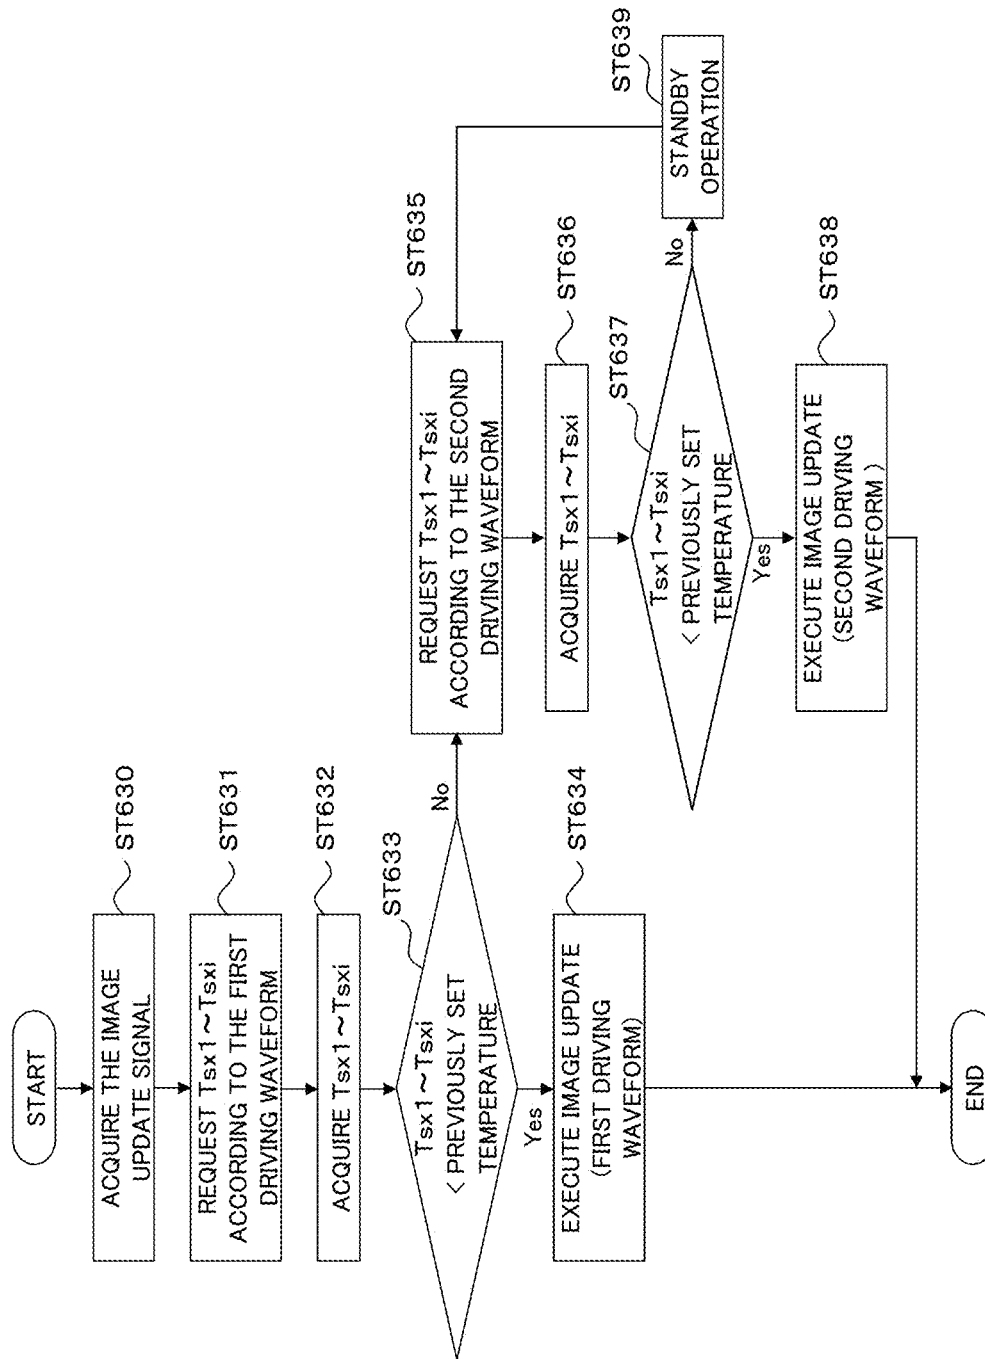 START
ACQUIRE THE IMAGE
UPDATE SIGNAL
ST630
REQUEST Tsx1~Tsxi
ACCORDING TO THE FIRST
DRIVING WAVEFORM
ST631
ACQUIRE Tsx1~Tsxi
ST632
Tsx1~Tsxi
< PREVIOUSLY SET
TEMPERATURE
ST633
No
Yes
EXECUTE IMAGE UPDATE
(FIRST DRIVING
WAVEFORM)
ST634
REQUEST Tsx1~Tsxi
ACCORDING TO THE SECOND
DRIVING WAVEFORM
ST635
ACQUIRE Tsx1~Tsxi
ST636
Tsx1~Tsxi
< PREVIOUSLY SET
TEMPERATURE
ST637
No
Yes
STANDBY
OPERATION
ST639
EXECUTE IMAGE UPDATE
(SECOND DRIVING
WAVEFORM )
ST638
END